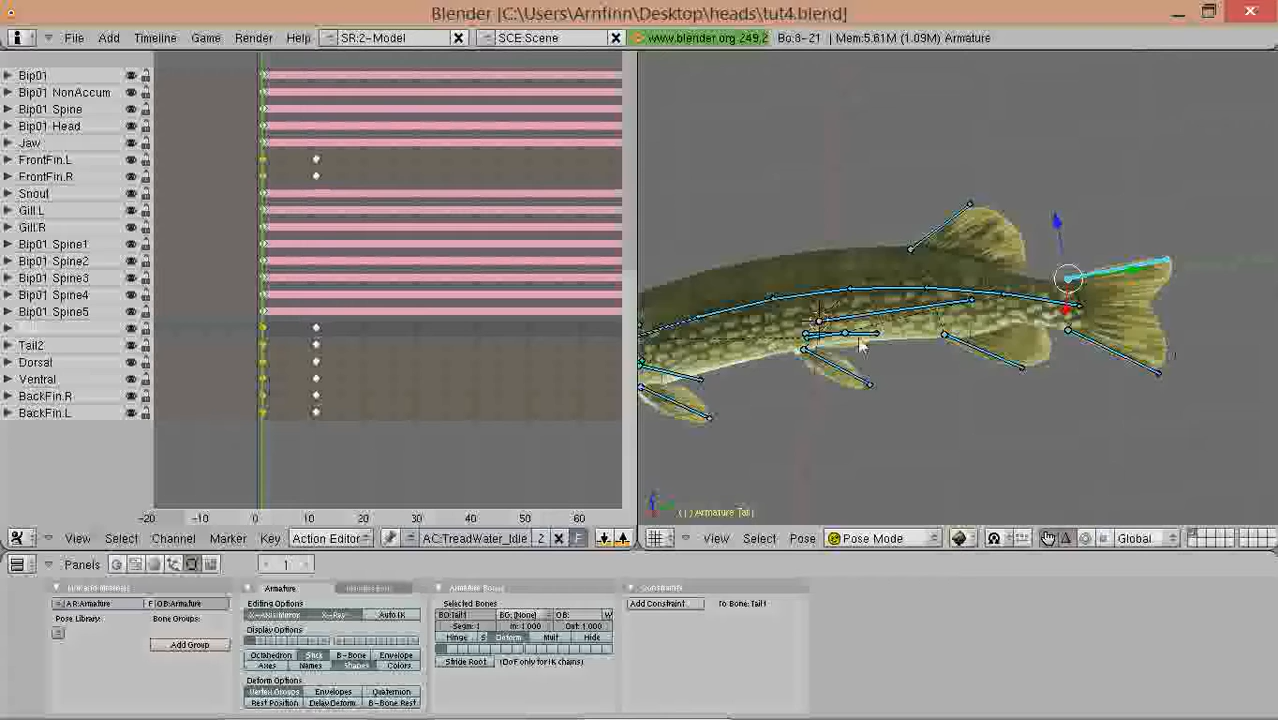 Blender [C:\Users\Arnfinn\Desktop\heads\tut4.blend]
File Add Timeline Game Render Help SR:2-Model SCE:Scene www.blender.org 249.2 Bo:8-21 | Mem:5.61M (1.09M) Armature
Bip01
Bip01 NonAccum
Bip01 Spine
Bip01 Head
Jaw
FrontFin.L
FrontFin.R
Snout
Gill.L
Gill.R
Bip01 Spine1
Bip01 Spine2
Bip01 Spine3
Bip01 Spine4
Bip01 Spine5
Tail2
Dorsal
Ventral
BackFin.R
BackFin.L
-20 -10 0 10 20 30 40 50 60
(1) Armature Tail
View Select Channel Marker Key Action Editor AC:TreadWater_Idle 2 F
View Select Pose Pose Mode Global
Panels 1
Armature Armature Bones Constraints
AR:Armature F OB:Armature
Pose Library: Bone Groups:
Add Group
Editing Options
X-Axis Mirror X-Ray Auto IK
Display Options
Octahedron Stick B-Bone Envelope
Axes Names Shapes Colors
Deform Options
Vertex Groups Envelopes Quaternion
Rest Position Delay Deform B-Bone Rest
Selected Bones
BO:Tail1 BG: [None] OB:
Segm: 1 In: 1.000 Out: 1.000
Hinge S Deform Mult Hide
Stride Root (DoF only for IK chains)
Add Constraint To Bone: Tail1